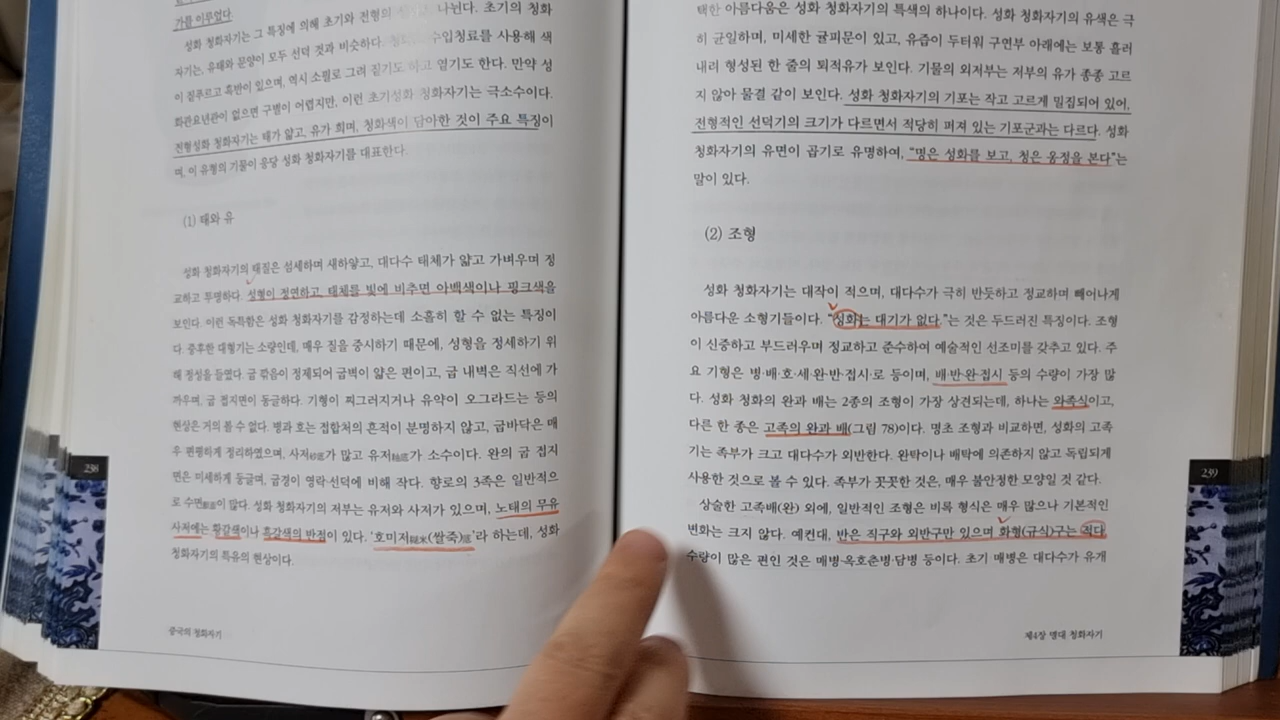 가를 이루었다.
성화 청화자기는 그 특징에 의해 초기와 전형의 나뉜다. 초기의 청화
자기는, 유태와 문양이 모두 선덕 것과 비슷하다. 수입청료를 사용해 색
이 짙푸르고 흑반이 있으며, 역시 소필로 그려 짙기도 하고 옅기도 한다. 만약 성
화관요년관이 없으면 구별이 어렵지만, 이런 초기성화 청화자기는 극소수이다.
전형성화 청화자기는 태가 얇고, 유가 희며, 청화색이 담아한 것이 주요 특징이
며, 이 유형의 기물이 응당 성화 청화자기를 대표한다.
(1) 태와 유
성화 청화자기의 태질은 섬세하며 새하얗고, 대다수 태체가 얇고 가벼우며 정
교하고 투명하다. 성형이 정연하고, 태체를 빛에 비추면 아백색이나 핑크색을
보인다. 이런 독특함은 성화 청화자기를 감정하는데 소홀히 할 수 없는 특징이
다. 중후한 대형기는 소량인데, 매우 질을 중시하기 때문에, 성형을 정세하기 위
해 정성을 들였다. 굽 깎음이 정제되어 굽벽이 얇은 편이고, 굽 내벽은 직선에 가
까우며, 굽 접지면이 둥글하다. 기형이 찌그러지거나 유약이 오그라드는 등의
현상은 거의 볼 수 없다. 병과 호는 접합처의 흔적이 분명하지 않고, 굽바닥은 매
우 편평하게 정리하였으며, 사저砂底가 많고 유저釉底가 소수이다. 완의 굽 접지
면은 미세하게 둥글며, 굽경이 영락·선덕에 비해 작다. 향로의 3족은 일반적으
로 수면獸面이 많다. 성화 청화자기의 저부는 유저와 사저가 있으며, 노태의 무유
사저에는 황갈색이나 흑갈색의 반점이 있다. '호미저糊米(쌀죽)底'라 하는데, 성화
청화자기의 특유의 현상이다.
238
중국의 청화자기
택한 아름다움은 성화 청화자기의 특색의 하나이다. 성화 청화자기의 유색은 극
히 균일하며, 미세한 귤피문이 있고, 유즙이 두터워 구연부 아래에는 보통 흘러
내려 형성된 한 줄의 퇴적유가 보인다. 기물의 외저부는 저부의 유가 종종 고르
지 않아 물결 같이 보인다. 성화 청화자기의 기포는 작고 고르게 밀집되어 있어,
전형적인 선덕기의 크기가 다르면서 적당히 퍼져 있는 기포군과는 다르다. 성화
청화자기의 유면이 곱기로 유명하여, "명은 성화를 보고, 청은 옹정을 본다"는
말이 있다.
(2) 조형
성화 청화자기는 대작이 적으며, 대다수가 극히 반듯하고 정교하며 빼어나게
아름다운 소형기들이다. "성화는 대기가 없다."는 것은 두드러진 특징이다. 조형
이 신중하고 부드러우며 정교하고 준수하여 예술적인 선조미를 갖추고 있다. 주
요 기형은 병·배·호·세·완·반·접시·로 등이며, 배·반·완·접시 등의 수량이 가장 많
다. 성화 청화의 완과 배는 2종의 조형이 가장 상견되는데, 하나는 와족식이고,
다른 한 종은 고족의 완과 배(그림 78)이다. 명초 조형과 비교하면, 성화의 고족
기는 족부가 크고 대다수가 외반한다. 완탁이나 배탁에 의존하지 않고 독립되게
사용한 것으로 볼 수 있다. 족부가 꼿꼿한 것은, 매우 불안정한 모양일 것 같다.
상술한 고족배(완) 외에, 일반적인 조형은 비록 형식은 매우 많으나 기본적인
변화는 크지 않다. 예컨대, 반은 직구와 외반구만 있으며 화형(규식)구는 적다.
수량이 많은 편인 것은 매병·옥호춘병·담병 등이다. 초기 매병은 대다수가 유개
239
제4장 명대 청화자기